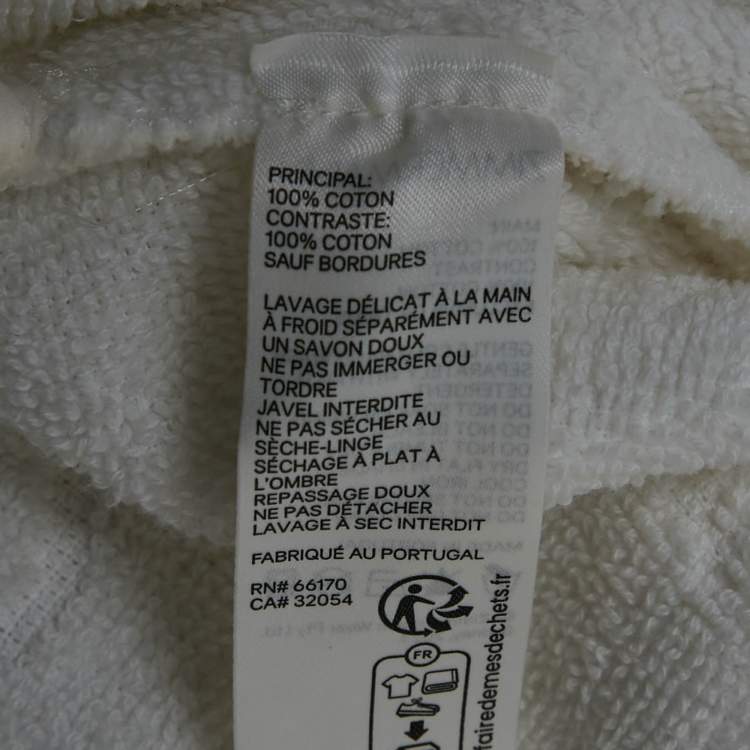 PRINCIPAL:
100% COTON
CONTRASTE:
100% COTON
SAUF BORDURES
LAVAGE DÉLICAT À LA MAIN
À FROID SÉPARÉMENT AVEC
UN SAVON DOUX
NE PAS IMMERGER OU
TORDRE
JAVEL INTERDITE
NE PAS SÉCHER AU
SÈCHE-LINGE
SÉCHAGE À PLAT À
L'OMBRE
REPASSAGE DOUX
NE PAS DÉTACHER
LAVAGE À SEC INTERDIT
FABRIQUÉ AU PORTUGAL
RN# 66170
CA# 32054
FR
fairedemesdechets.fr